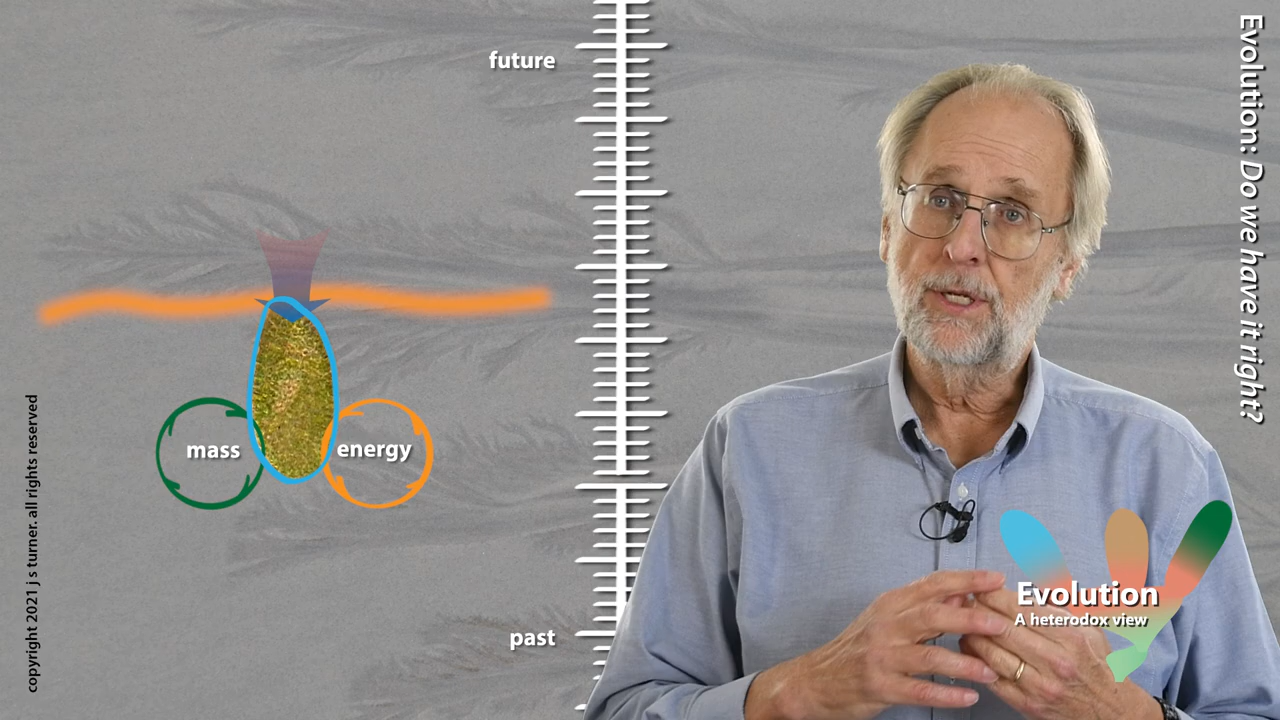 future
mass
energy
past
copyright 2021 j s turner. all rights reserved
Evolution: Do we have it right?
Evolution
A heterodox view